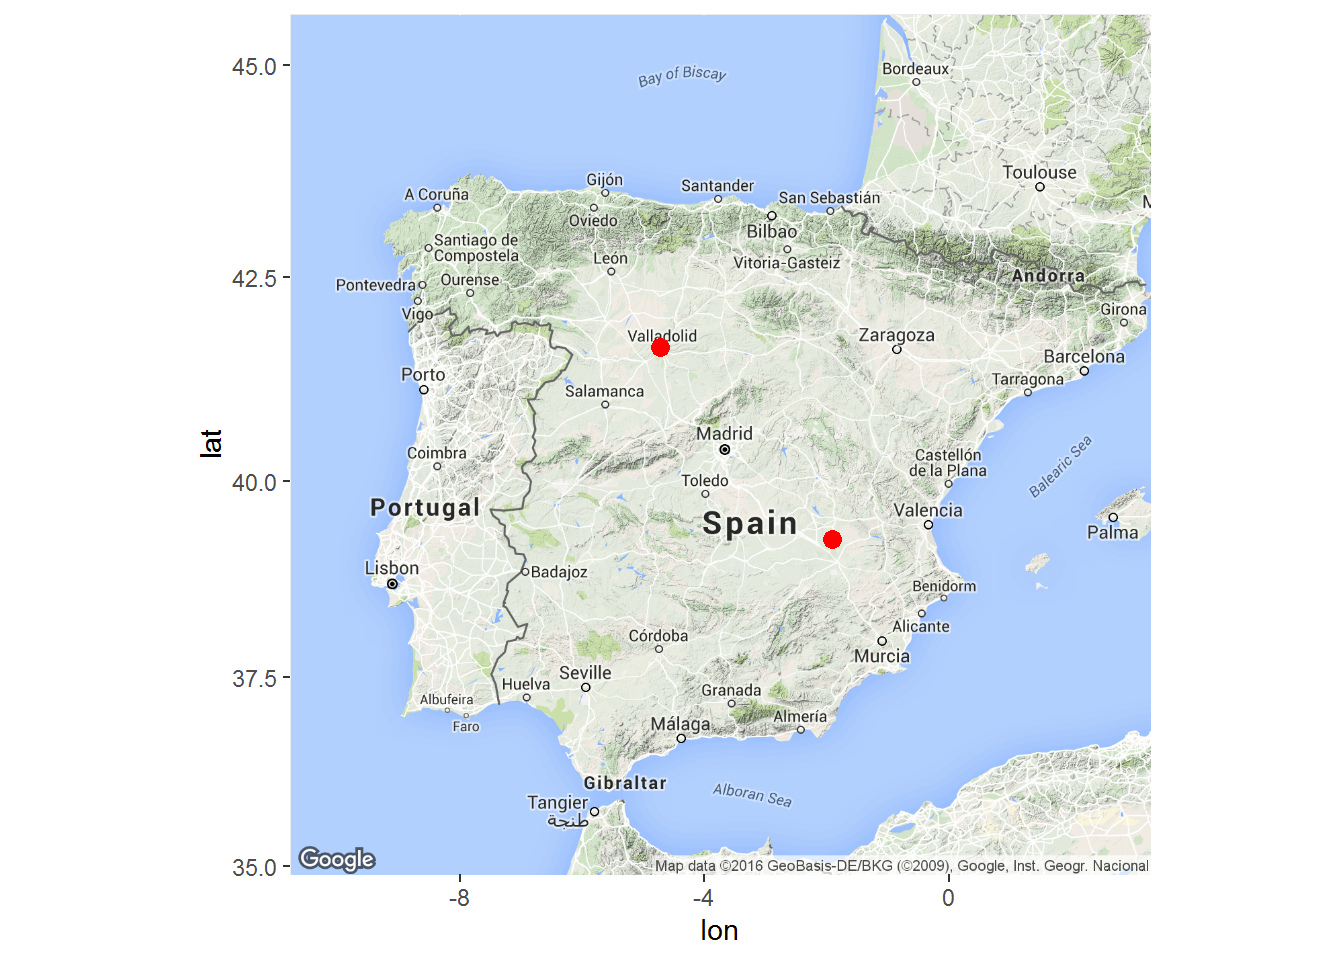 45.0
42.5
40.0
37.5
35.0
lat
-8
-4
0
lon
Bay of Biscay
Bordeaux
Toulouse
M
A Coruña
Gijón
Oviedo
Santander
San Sebastián
Bilbao
Vitoria-Gasteiz
Santiago de
Compostela
León
Pontevedra
Ourense
Vigo
Andorra
Girona
Valladolid
Zaragoza
Barcelona
Tarragona
Porto
Salamanca
Madrid
Coimbra
Toledo
Castellón
de la Plana
Balearic Sea
Portugal
Spain
Valencia
Palma
Lisbon
Badajoz
Benidorm
Alicante
Córdoba
Murcia
Seville
Huelva
Granada
Albufeira
Faro
Málaga
Almería
Gibraltar
Alboran Sea
Tangier
طنجة
Google
Map data ©2016 GeoBasis-DE/BKG (©2009), Google, Inst. Geogr. Nacional